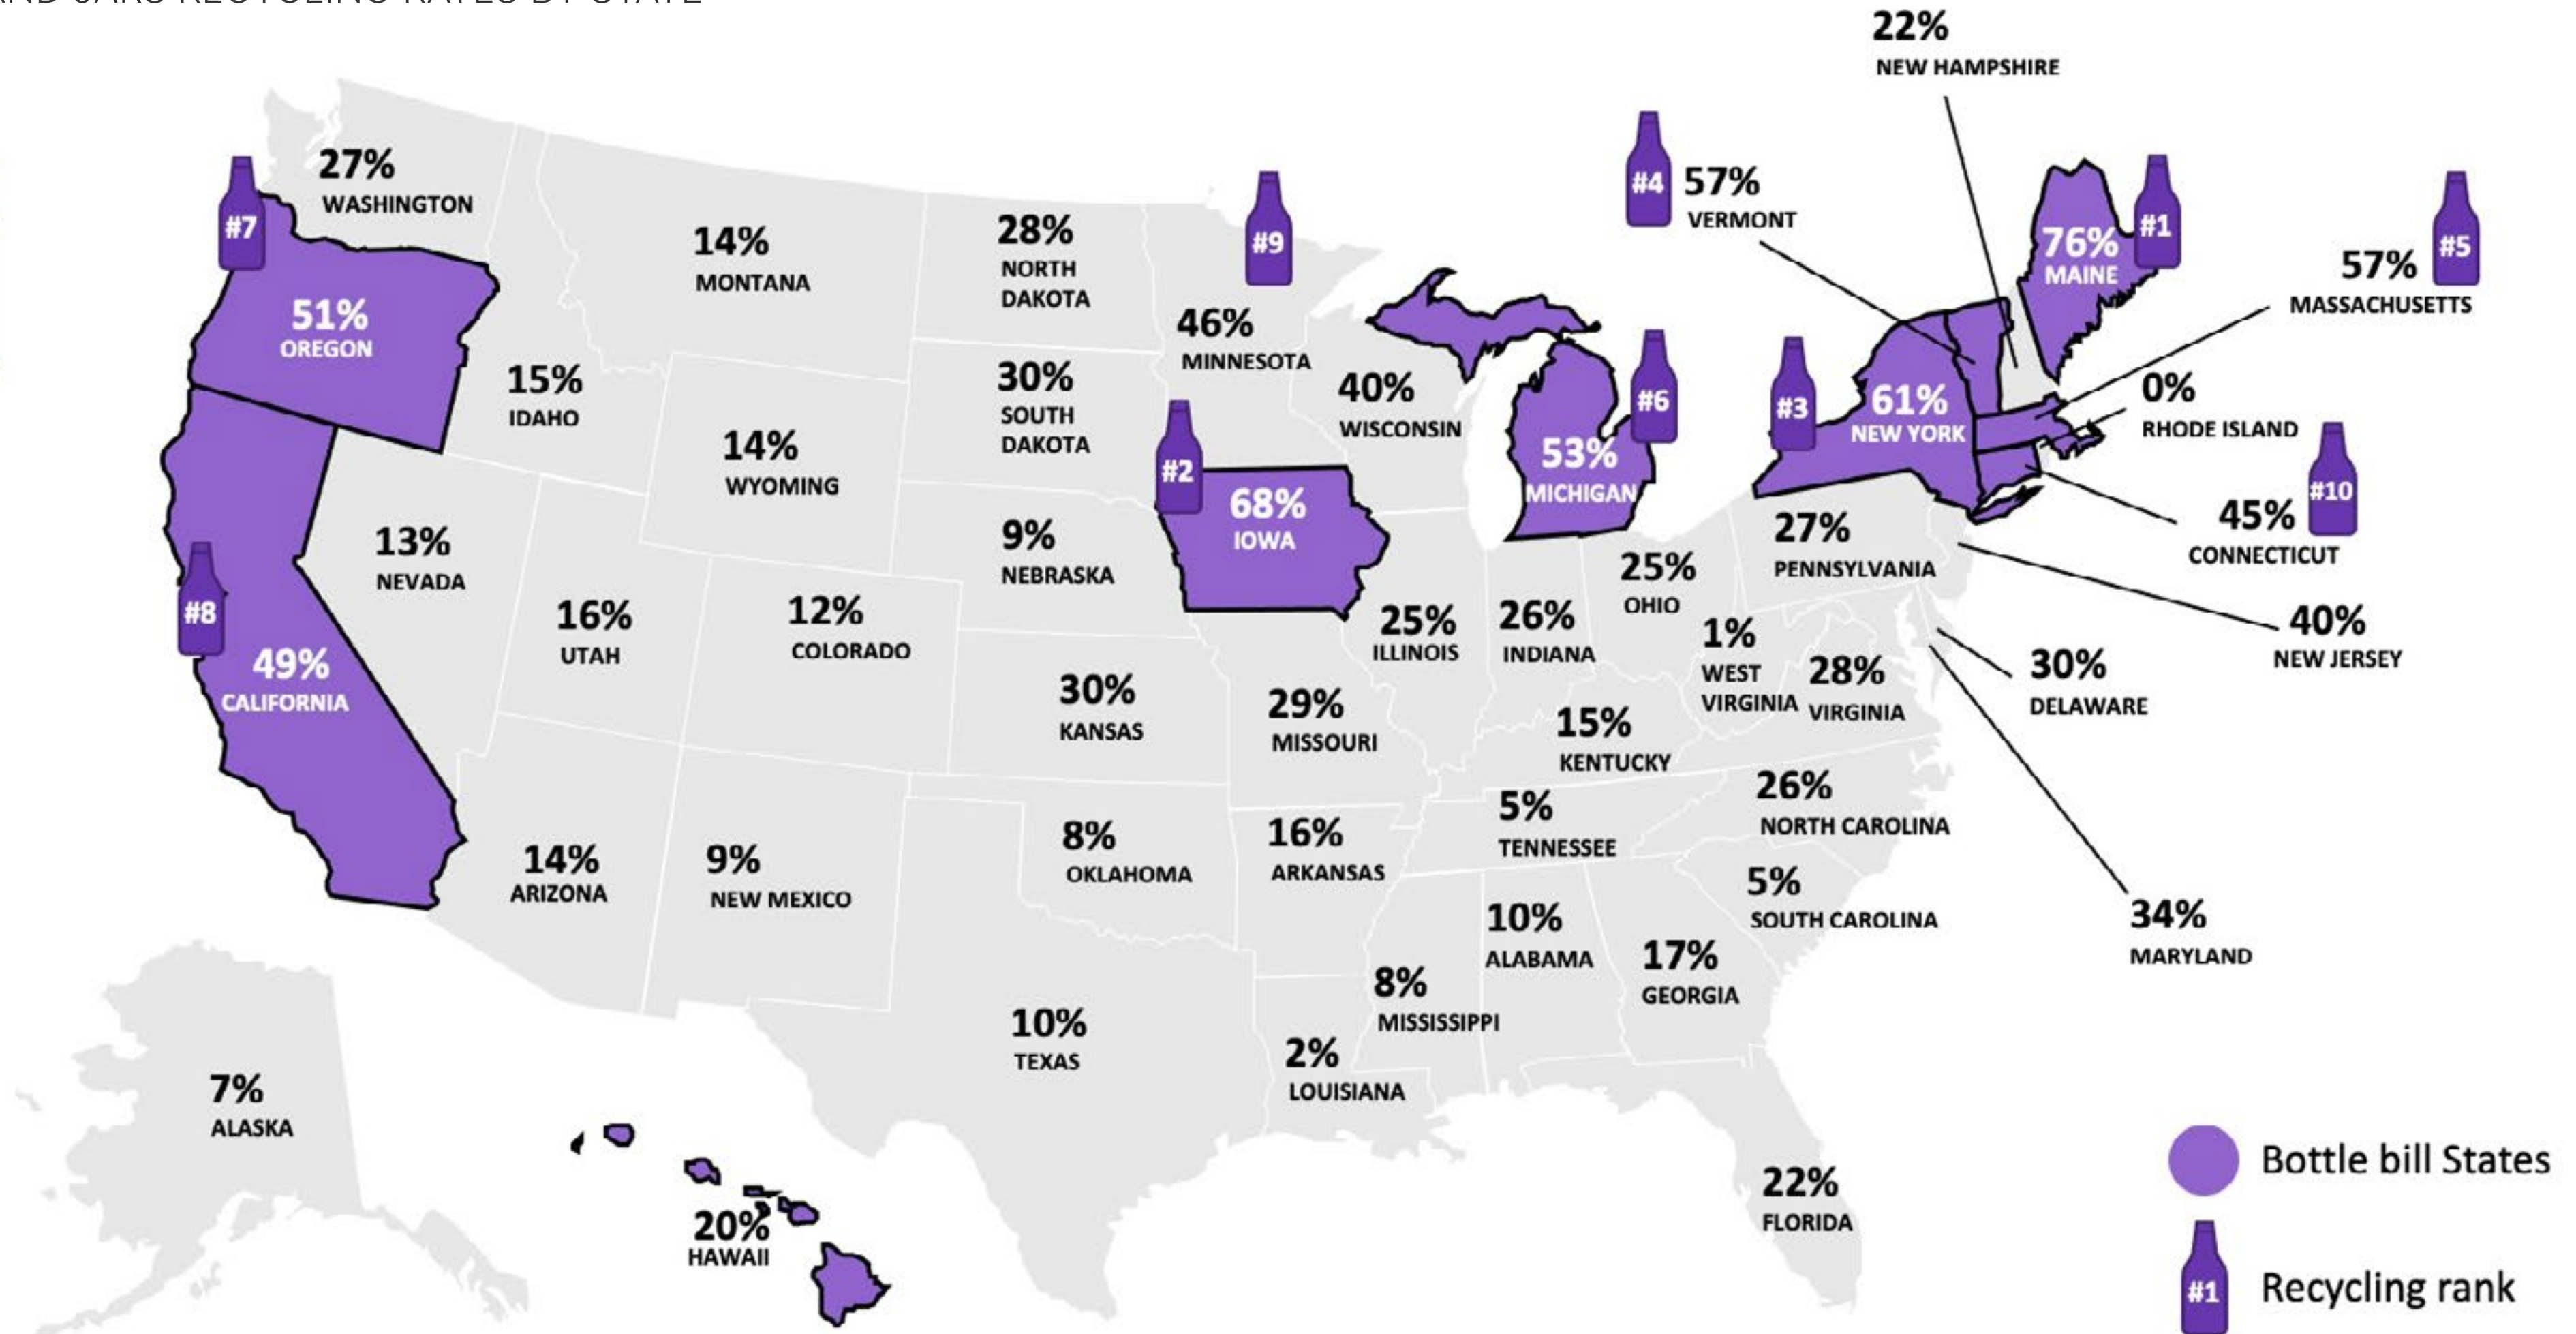 AND JARS RECYCLING RATES BY STATE
22%
NEW HAMPSHIRE
#4
57%
VERMONT
27%
WASHINGTON
#7
#9
#1
76%
MAINE
#5
57%
MASSACHUSETTS
14%
MONTANA
28%
NORTH
DAKOTA
51%
OREGON
46%
MINNESOTA
15%
IDAHO
30%
SOUTH
DAKOTA
40%
WISCONSIN
#6
53%
MICHIGAN
#3
61%
NEW YORK
0%
RHODE ISLAND
#10
45%
CONNECTICUT
14%
WYOMING
#2
68%
IOWA
13%
NEVADA
9%
NEBRASKA
27%
PENNSYLVANIA
25%
OHIO
#8
49%
CALIFORNIA
16%
UTAH
12%
COLORADO
25%
ILLINOIS
26%
INDIANA
1%
WEST
VIRGINIA
28%
VIRGINIA
40%
NEW JERSEY
30%
DELAWARE
30%
KANSAS
29%
MISSOURI
15%
KENTUCKY
26%
NORTH CAROLINA
14%
ARIZONA
9%
NEW MEXICO
8%
OKLAHOMA
16%
ARKANSAS
5%
TENNESSEE
5%
SOUTH CAROLINA
34%
MARYLAND
10%
ALABAMA
17%
GEORGIA
8%
MISSISSIPPI
10%
TEXAS
2%
LOUISIANA
7%
ALASKA
20%
HAWAII
22%
FLORIDA
Bottle bill States
#1
Recycling rank